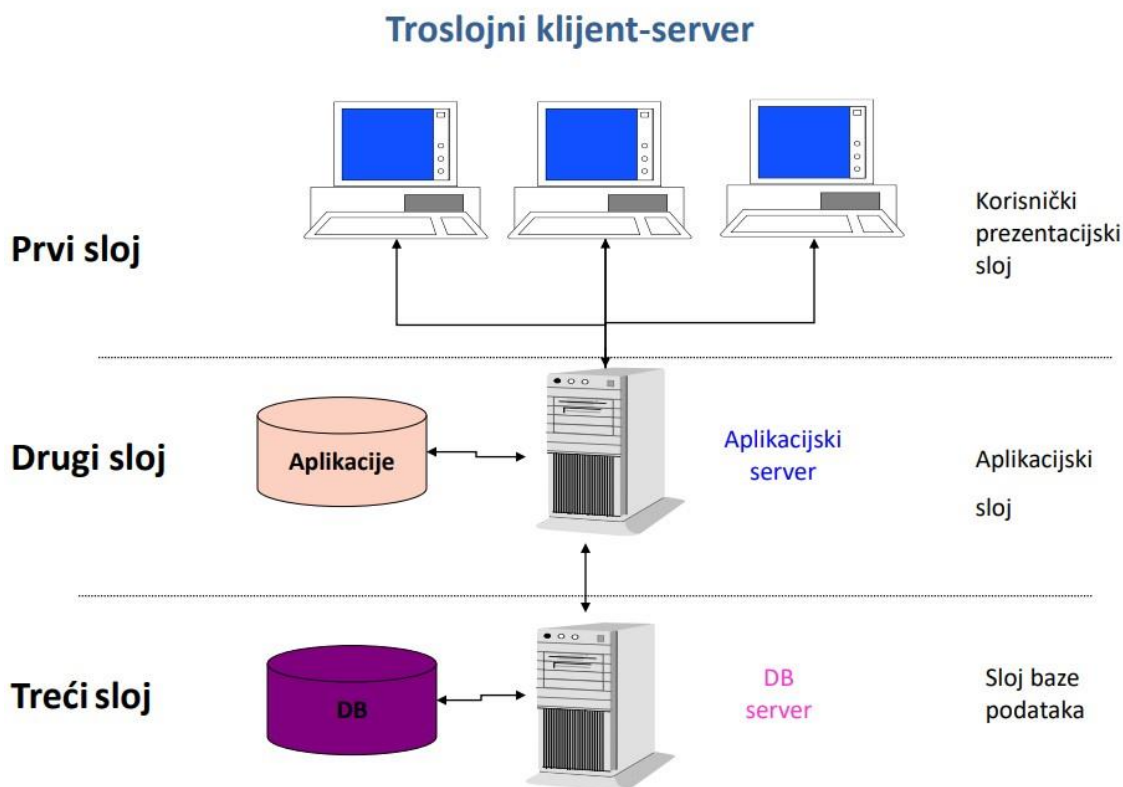 Troslojni klijent-server
Prvi sloj
Korisnički
prezentacijski
sloj
Drugi sloj
Aplikacije
Aplikacijski
server
Aplikacijski
sloj
Treći sloj
DB
DB
server
Sloj baze
podataka